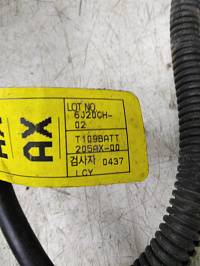 AX
LOT NO.
6J20CH-
02
T109BATT
205AX-00
검사자 0437
LCY